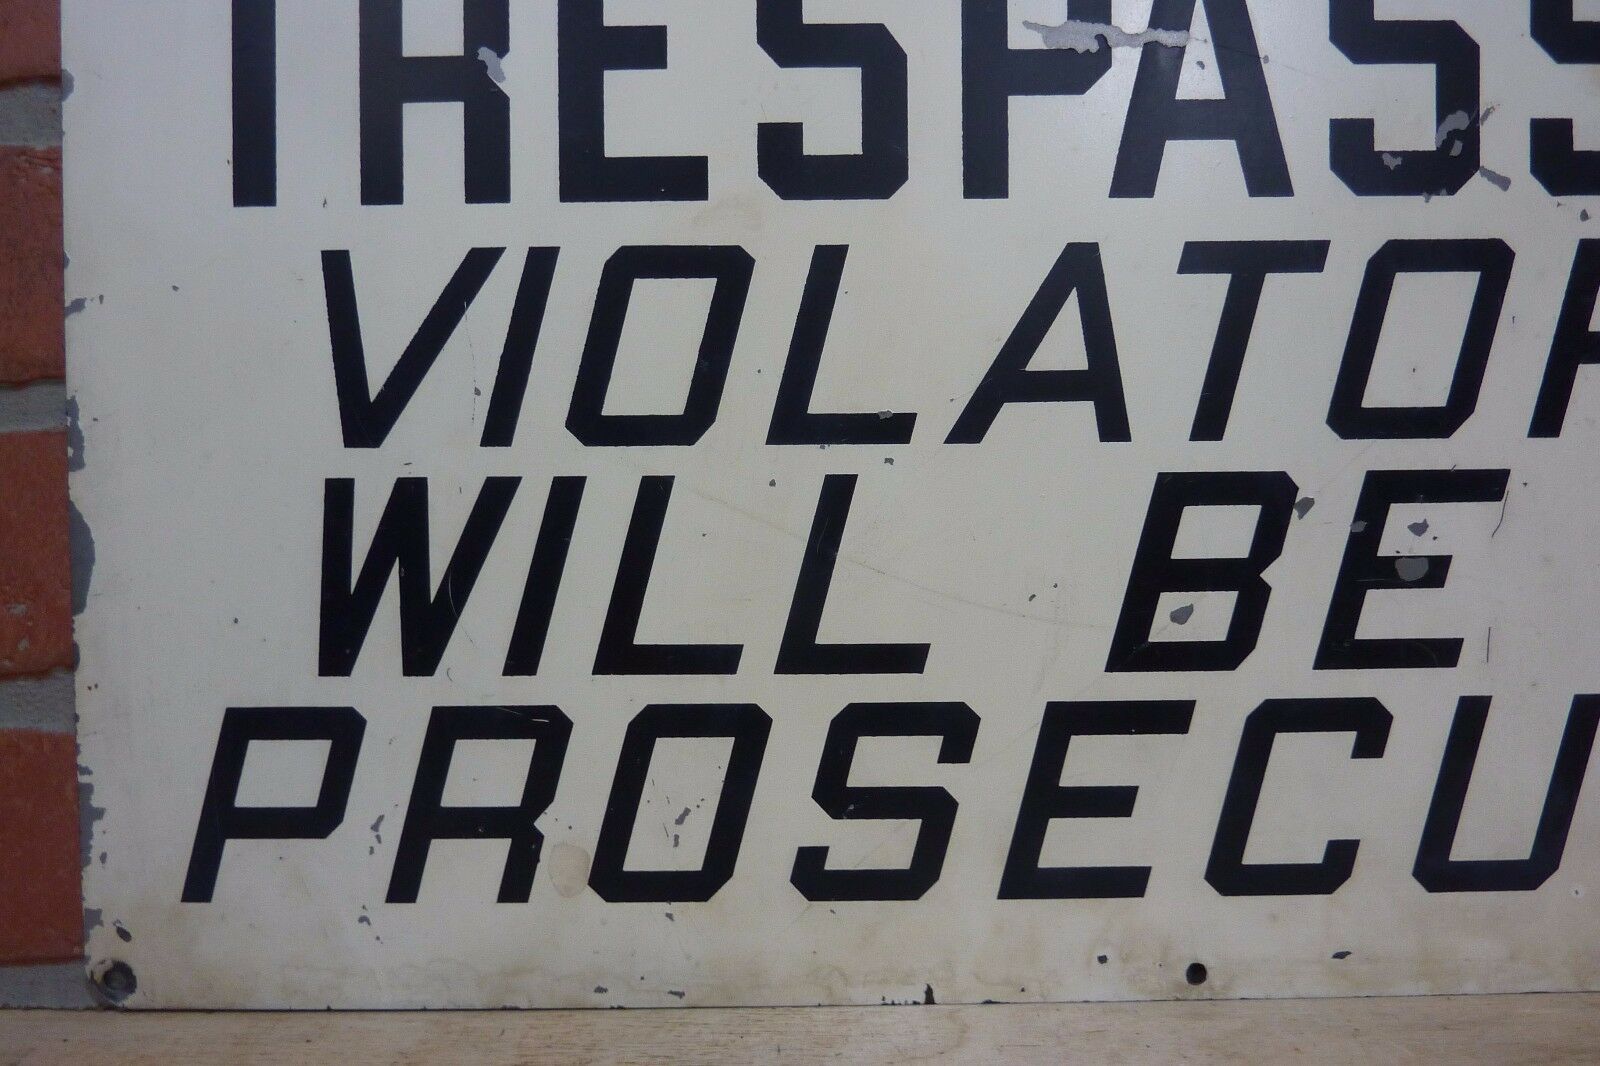 TRESPASS
VIOLATOR
WILL BE
PROSECU